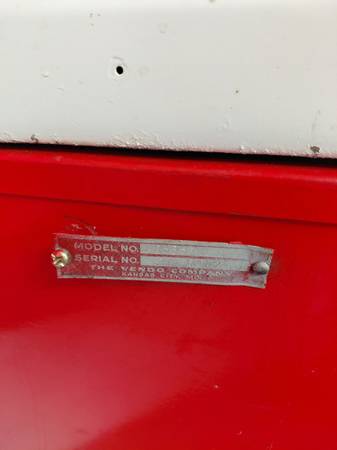 MODEL NO.
SERIAL NO.
THE VENDO COMPANY
KANSAS CITY, MO.